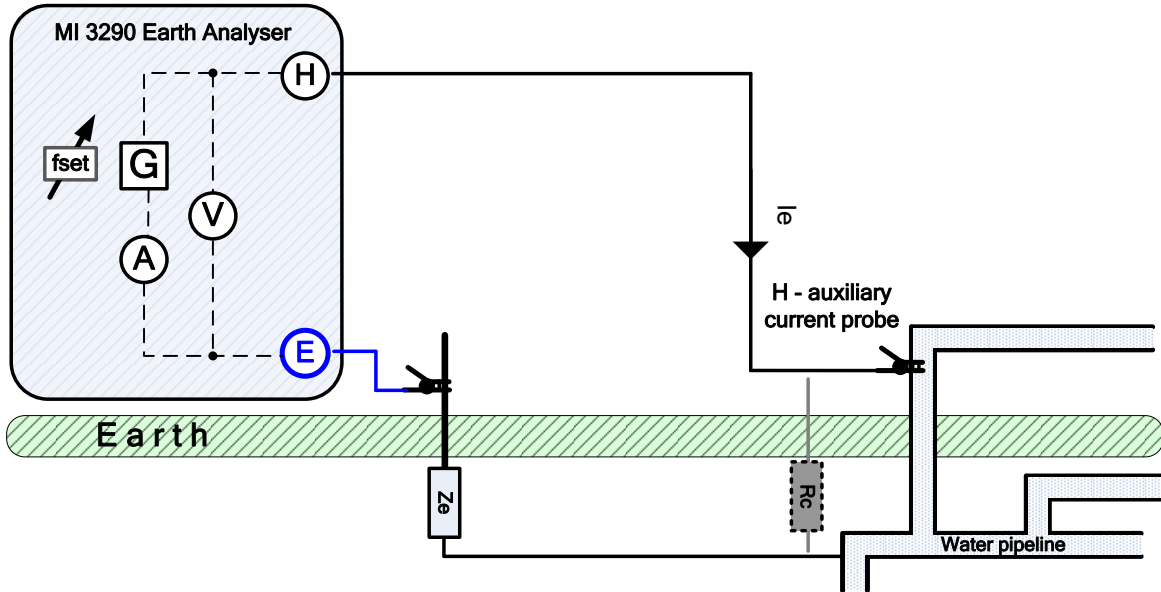 MI 3290 Earth Analyser
H
fset
G
V
A
Ie
H - auxiliary
current probe
E
Earth
Ze
Rc
Water pipeline